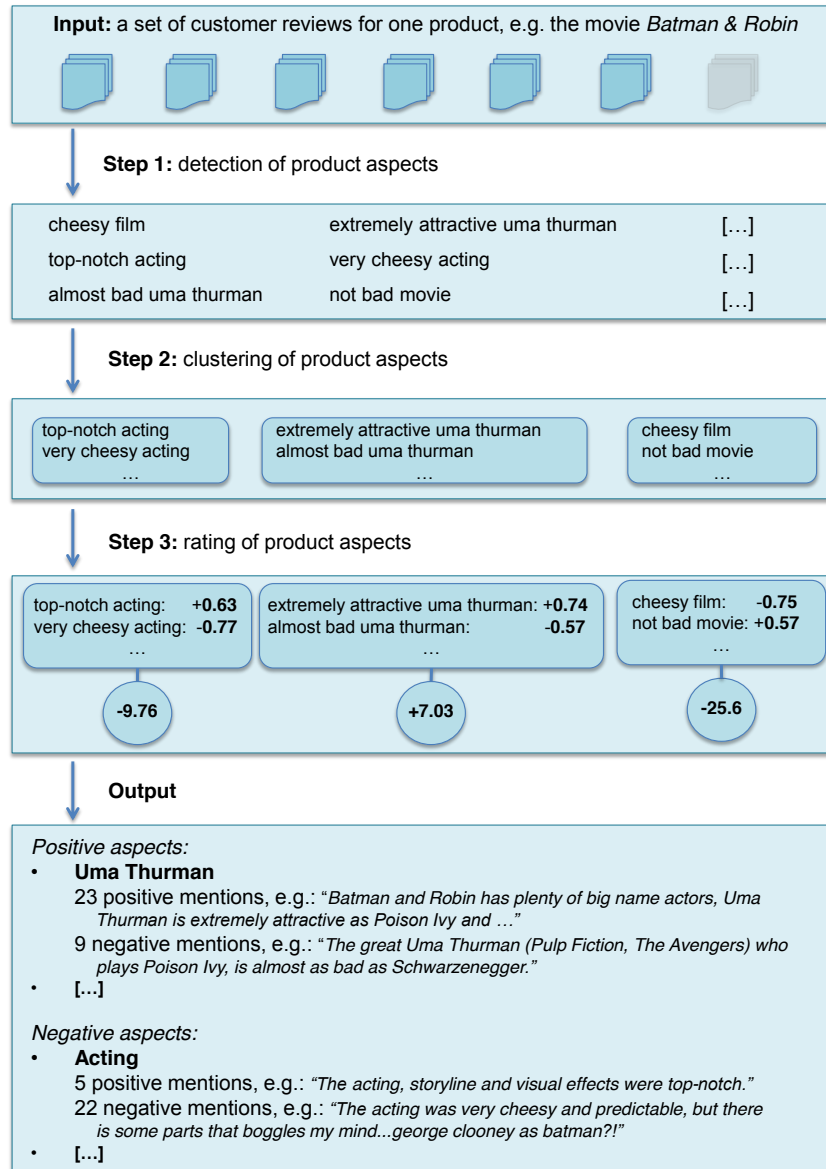 Input: a set of customer reviews for one product, e.g. the movie Batman & Robin
Step 1: detection of product aspects
cheesy film extremely attractive uma thurman […]
top-notch acting very cheesy acting […]
almost bad uma thurman not bad movie […]
Step 2: clustering of product aspects
top-notch acting extremely attractive uma thurman cheesy film
very cheesy acting almost bad uma thurman not bad movie
… … …
Step 3: rating of product aspects
top-notch acting: +0.63 extremely attractive uma thurman: +0.74 cheesy film: -0.75
very cheesy acting: -0.77 almost bad uma thurman: -0.57 not bad movie: +0.57
… … …
-9.76 +7.03 -25.6
Output
Positive aspects:
• Uma Thurman
23 positive mentions, e.g.: “Batman and Robin has plenty of big name actors, Uma
Thurman is extremely attractive as Poison Ivy and …”
9 negative mentions, e.g.: “The great Uma Thurman (Pulp Fiction, The Avengers) who
plays Poison Ivy, is almost as bad as Schwarzenegger.”
• […]
Negative aspects:
• Acting
5 positive mentions, e.g.: “The acting, storyline and visual effects were top-notch.”
22 negative mentions, e.g.: “The acting was very cheesy and predictable, but there
is some parts that boggles my mind...george clooney as batman?!”
• […]